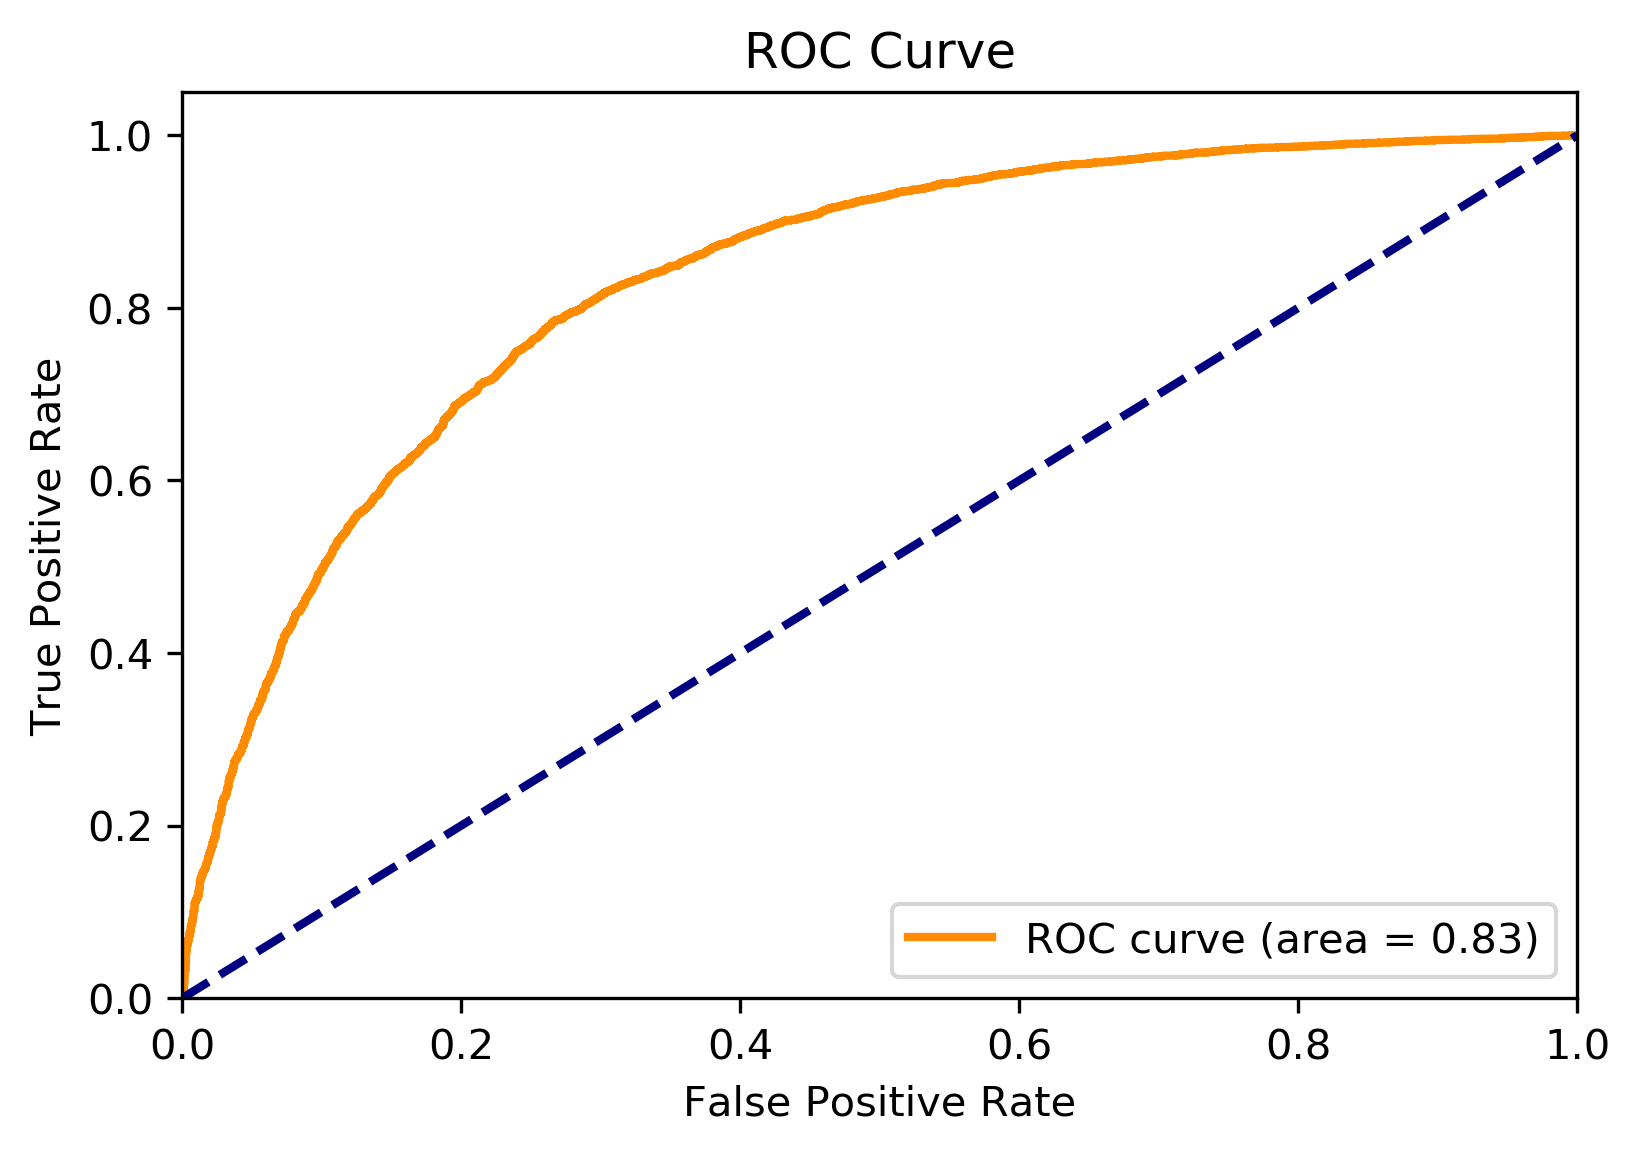 ROC Curve
1.0
0.8
0.6
0.4
0.2
0.0
True Positive Rate
ROC curve (area = 0.83)
0.0 0.2 0.4 0.6 0.8 1.0
False Positive Rate